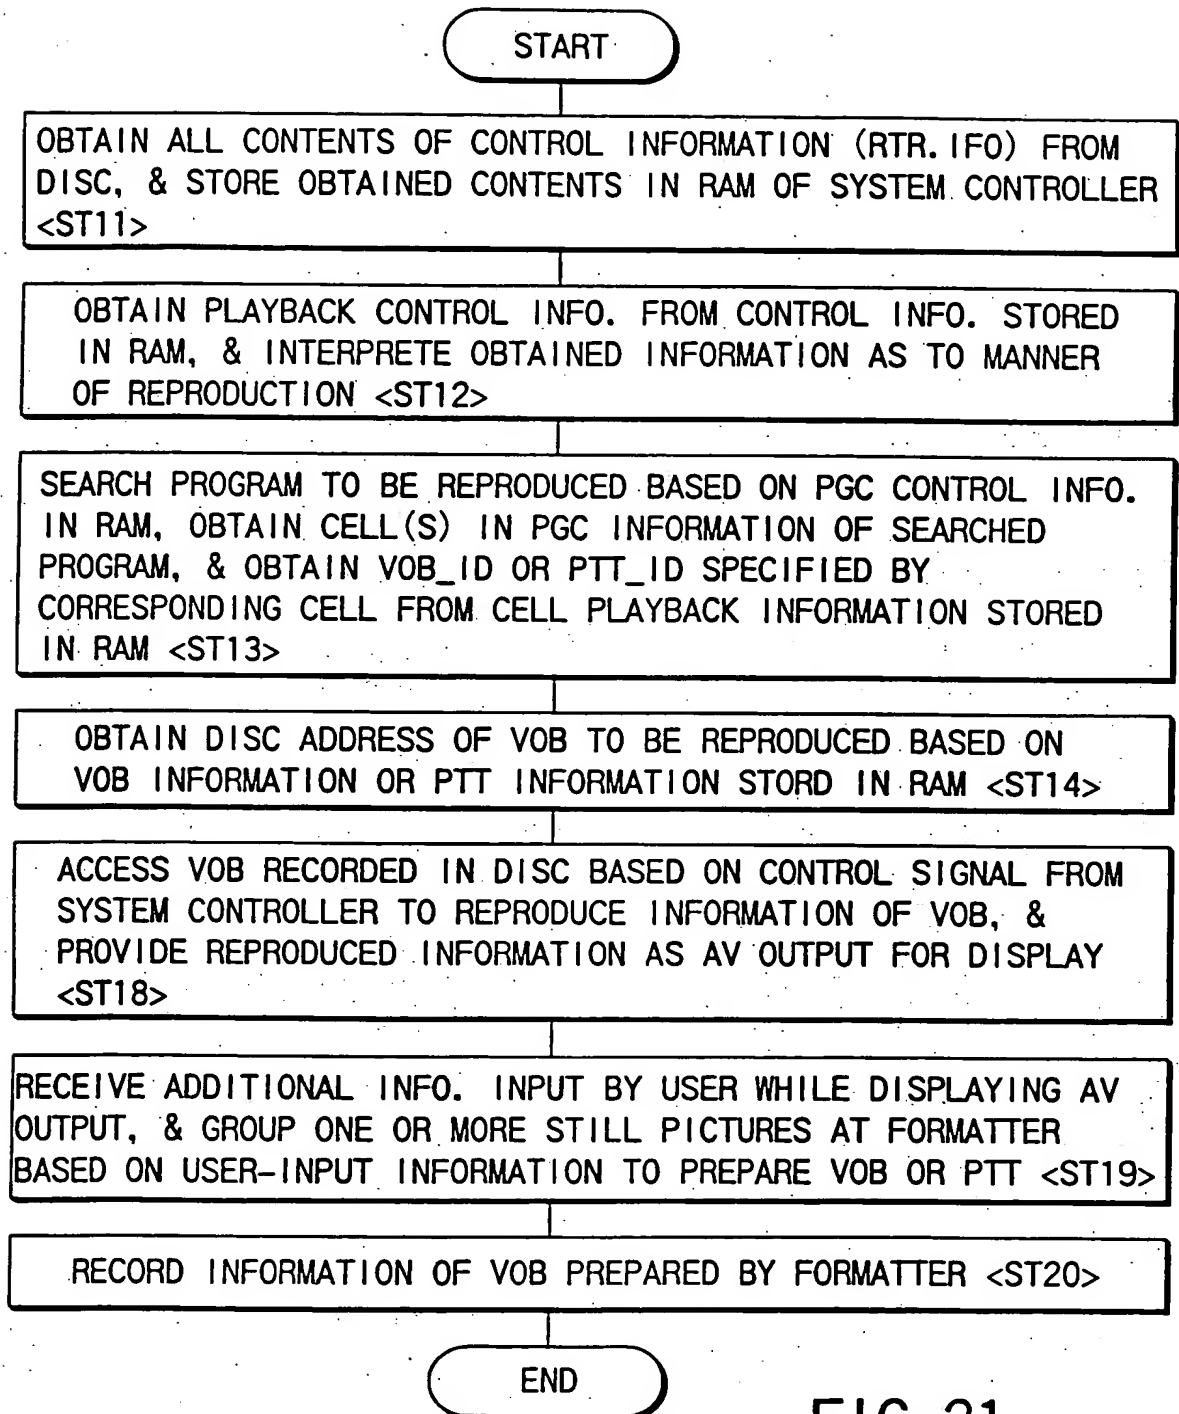 START
OBTAIN ALL CONTENTS OF CONTROL INFORMATION (RTR.IFO) FROM
DISC, & STORE OBTAINED CONTENTS IN RAM OF SYSTEM CONTROLLER
<ST11>
OBTAIN PLAYBACK CONTROL INFO. FROM CONTROL INFO. STORED
IN RAM, & INTERPRETE OBTAINED INFORMATION AS TO MANNER
OF REPRODUCTION <ST12>
SEARCH PROGRAM TO BE REPRODUCED BASED ON PGC CONTROL INFO.
IN RAM, OBTAIN CELL(S) IN PGC INFORMATION OF SEARCHED
PROGRAM, & OBTAIN VOB_ID OR PTT_ID SPECIFIED BY
CORRESPONDING CELL FROM CELL PLAYBACK INFORMATION STORED
IN RAM <ST13>
OBTAIN DISC ADDRESS OF VOB TO BE REPRODUCED BASED ON
VOB INFORMATION OR PTT INFORMATION STORD IN RAM <ST14>
ACCESS VOB RECORDED IN DISC BASED ON CONTROL SIGNAL FROM
SYSTEM CONTROLLER TO REPRODUCE INFORMATION OF VOB, &
PROVIDE REPRODUCED INFORMATION AS AV OUTPUT FOR DISPLAY
<ST18>
RECEIVE ADDITIONAL INFO. INPUT BY USER WHILE DISPLAYING AV
OUTPUT, & GROUP ONE OR MORE STILL PICTURES AT FORMATTER
BASED ON USER-INPUT INFORMATION TO PREPARE VOB OR PTT <ST19>
RECORD INFORMATION OF VOB PREPARED BY FORMATTER <ST20>
END
FIG. 21